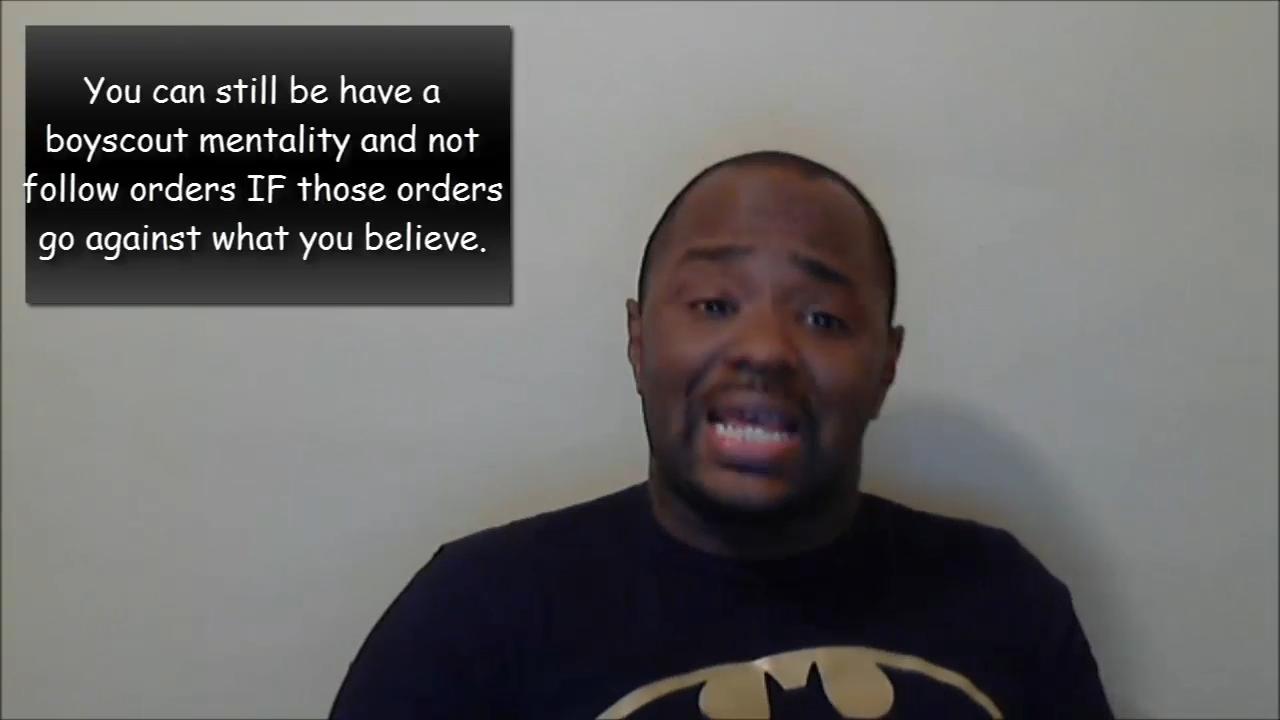 You can still be have a
boyscout mentality and not
follow orders IF those orders
go against what you believe.